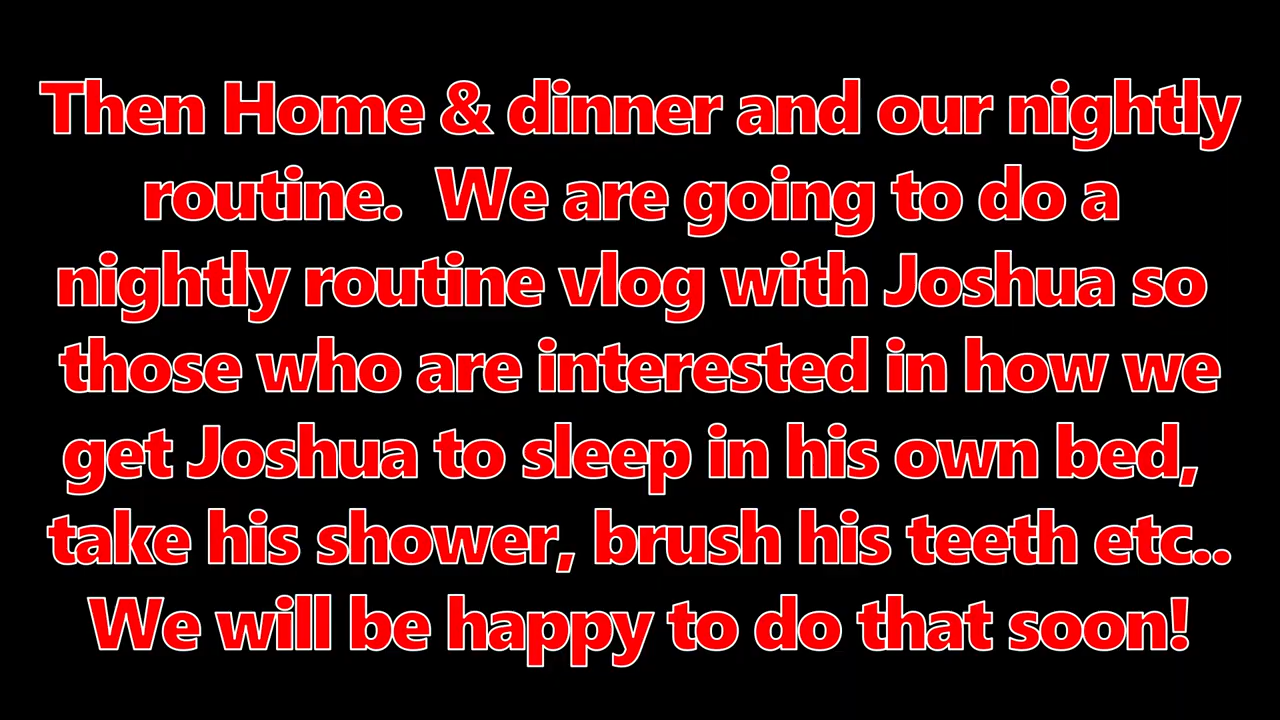 Then Home & dinner and our nightly
routine.  We are going to do a
nightly routine vlog with Joshua so
those who are interested in how we
get Joshua to sleep in his own bed,
take his shower, brush his teeth etc..
We will be happy to do that soon!